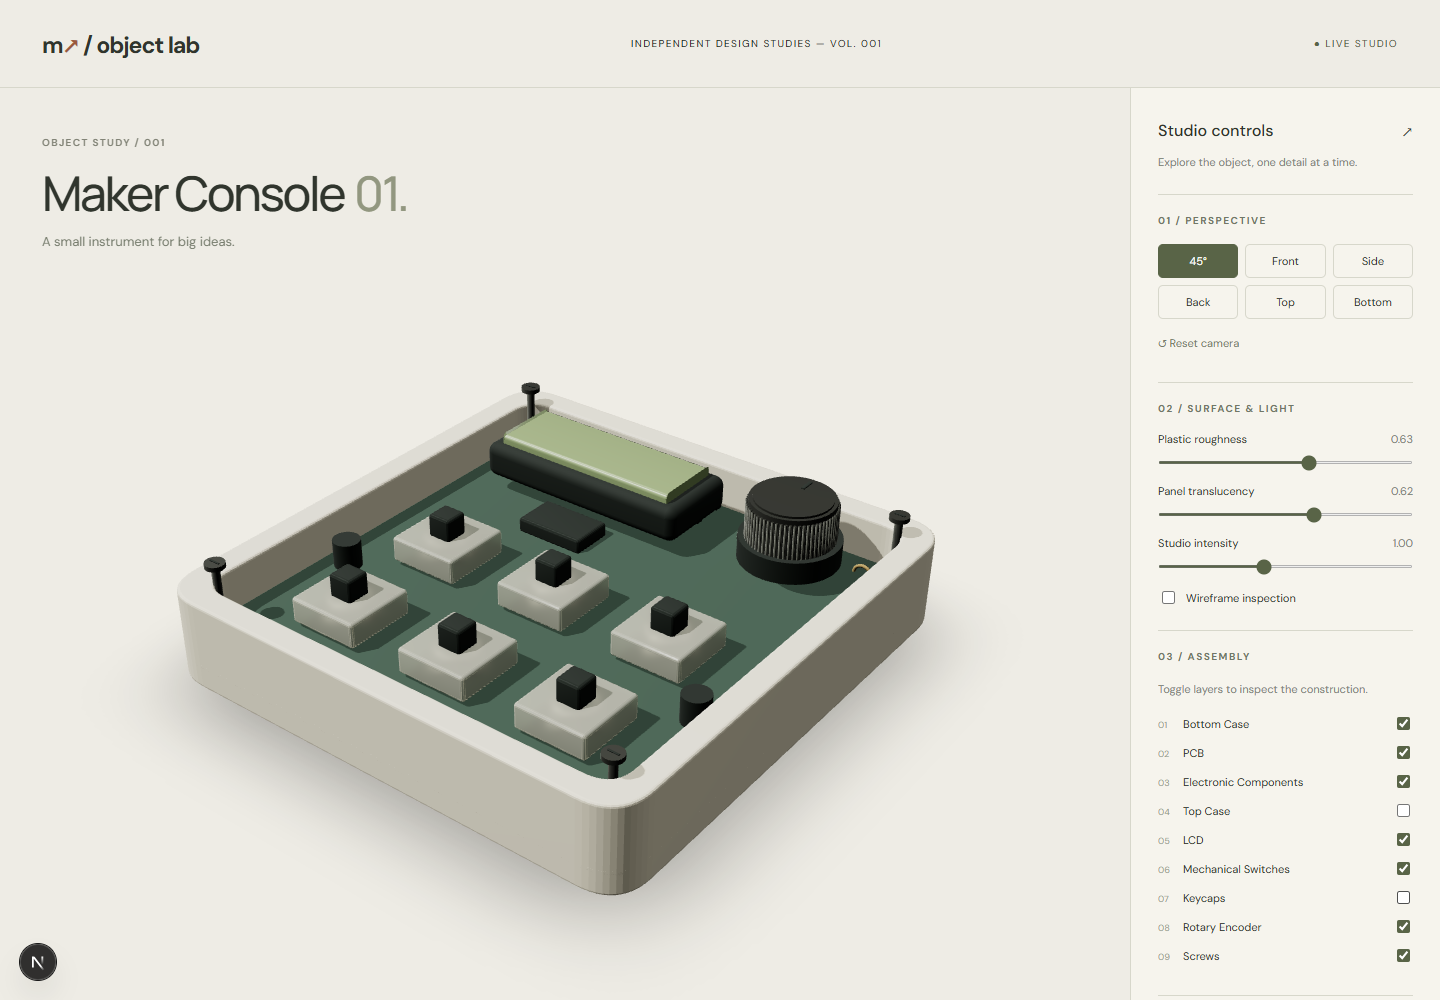 m↗ / object lab
INDEPENDENT DESIGN STUDIES — VOL. 001
● LIVE STUDIO
OBJECT STUDY / 001
Maker Console 01.
A small instrument for big ideas.
Studio controls ↗
Explore the object, one detail at a time.
01 / PERSPECTIVE
45° Front Side
Back Top Bottom
↺ Reset camera
02 / SURFACE & LIGHT
Plastic roughness 0.63
Panel translucency 0.62
Studio intensity 1.00
Wireframe inspection
03 / ASSEMBLY
Toggle layers to inspect the construction.
01 Bottom Case
02 PCB
03 Electronic Components
04 Top Case
05 LCD
06 Mechanical Switches
07 Keycaps
08 Rotary Encoder
09 Screws
N